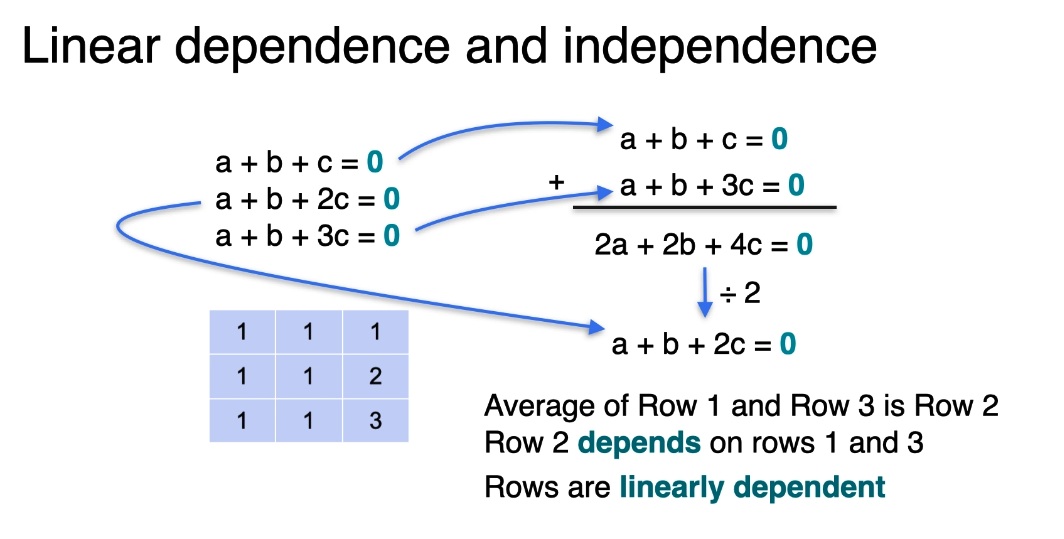 Linear dependence and independence
a + b + c = 0
a + b + 2c = 0
a + b + 3c = 0
1 1 1
1 1 2
1 1 3
a + b + c = 0
+ a + b + 3c = 0
2a + 2b + 4c = 0
÷ 2
a + b + 2c = 0
Average of Row 1 and Row 3 is Row 2
Row 2 depends on rows 1 and 3
Rows are linearly dependent